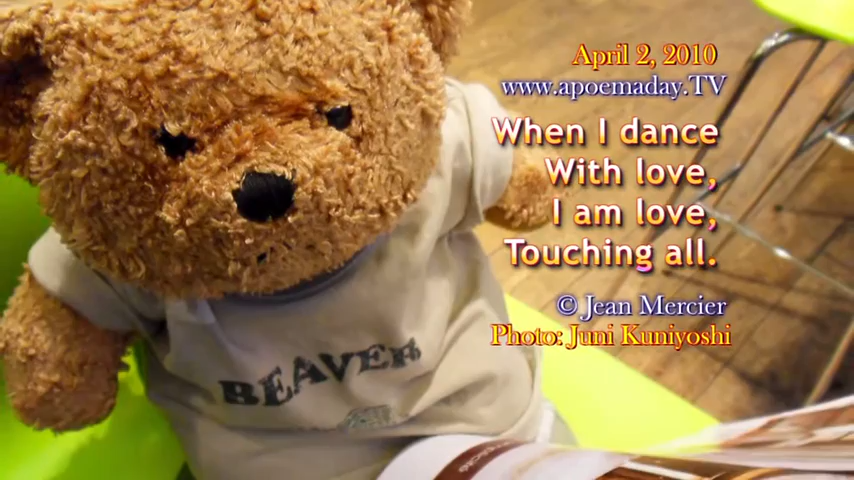 April 2, 2010
www.apoemaday.TV
When I dance
With love,
I am love,
Touching all.
© Jean Mercier
Photo: Juni Kuniyoshi
BEAVER